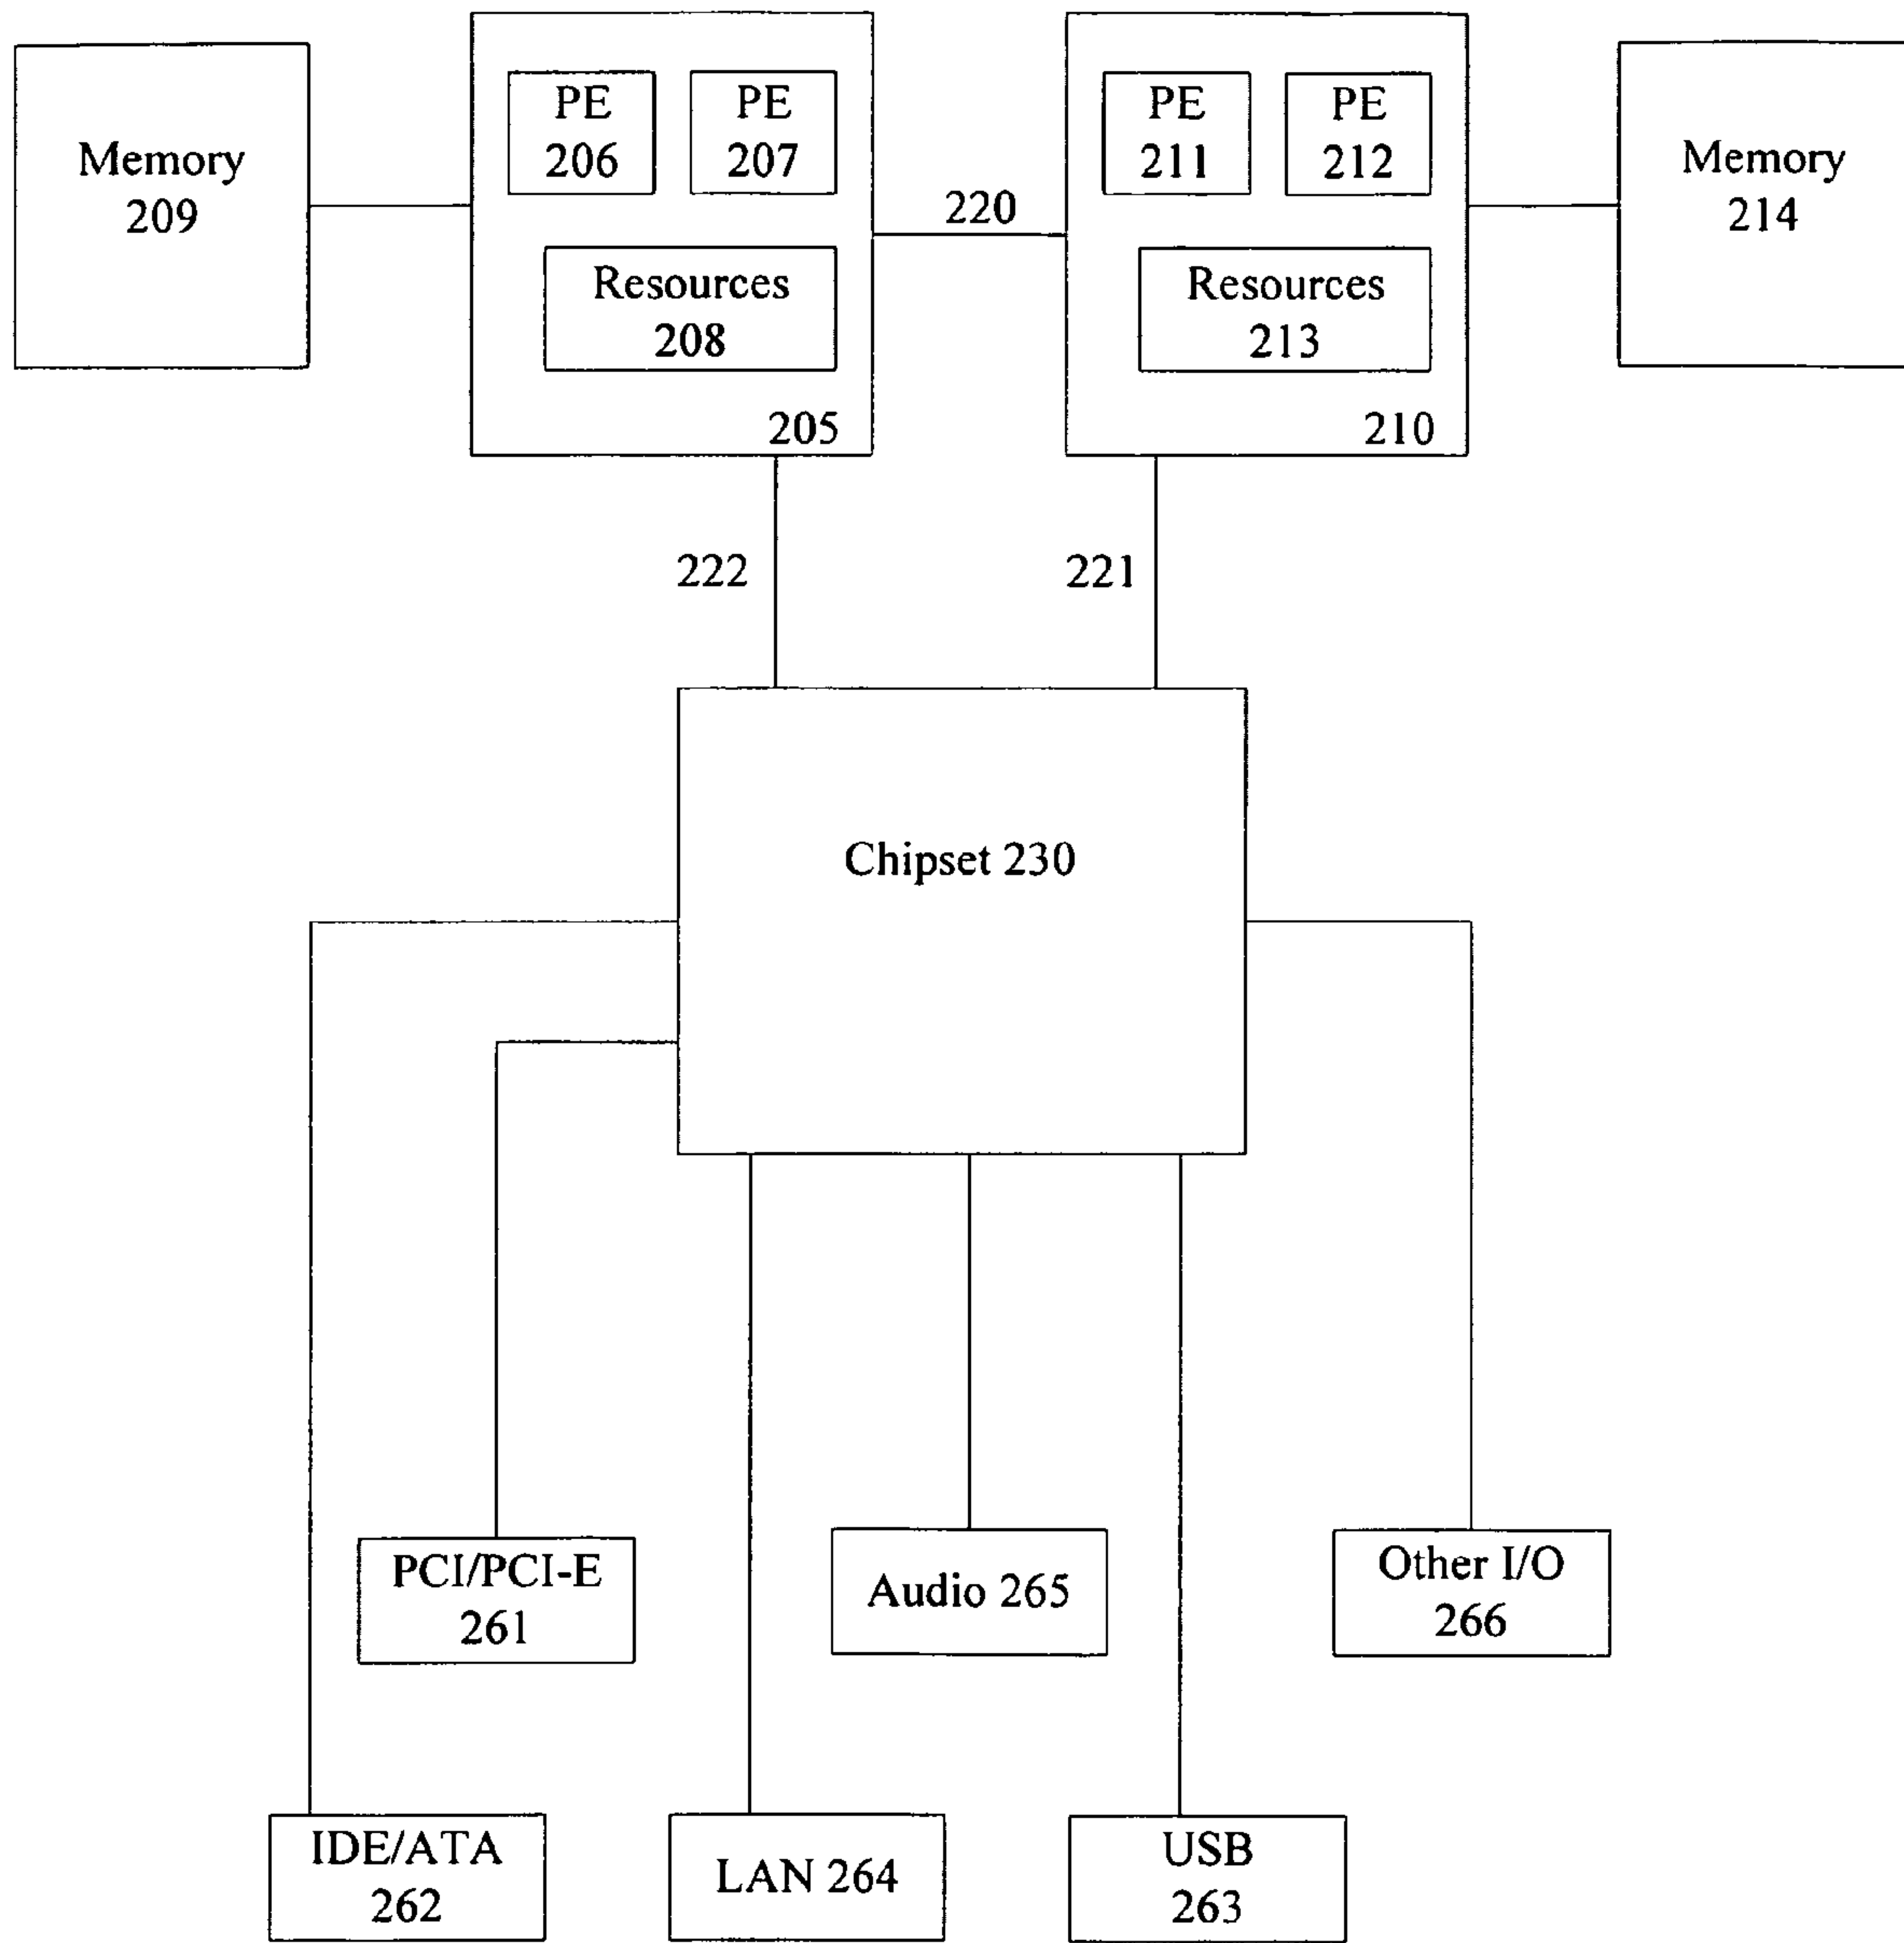 Memory
209
PE
206
PE
207
Resources
208
205
220
PE
211
PE
212
Resources
213
210
Memory
214
222
221
Chipset 230
PCI/PCI-E
261
Audio 265
Other I/O
266
IDE/ATA
262
LAN 264
USB
263